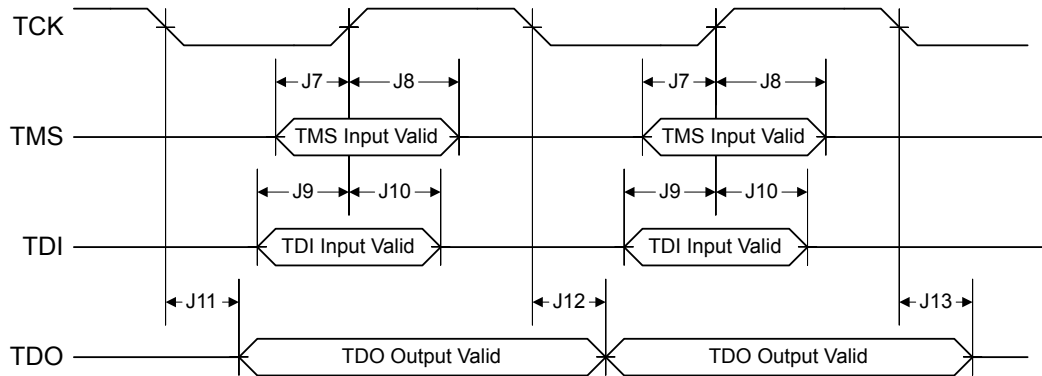 TCK
J7 J8 J7 J8
TMS TMS Input Valid TMS Input Valid
J9 J10 J9 J10
TDI TDI Input Valid TDI Input Valid
J11 J12 J13
TDO TDO Output Valid TDO Output Valid